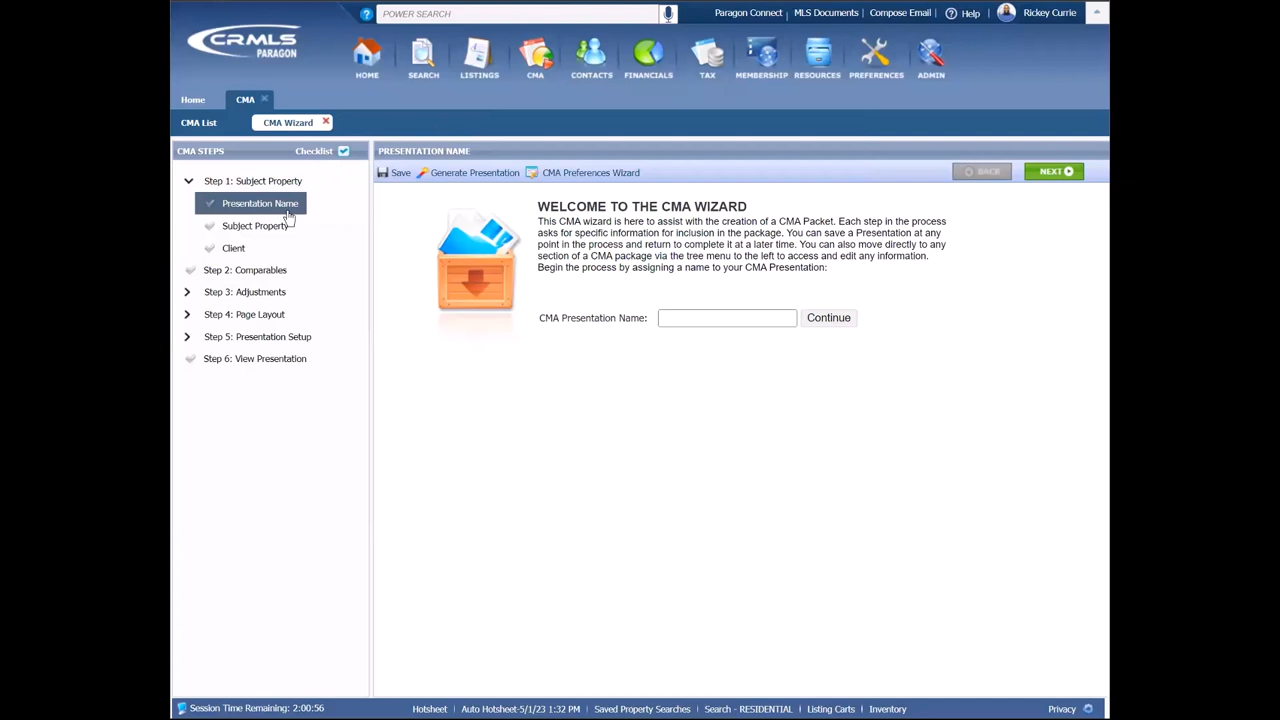 POWER SEARCH
Paragon Connect
MLS Documents
Compose Email
Help
Rickey Currie
CRMLS
PARAGON
HOME
SEARCH
LISTINGS
CMA
CONTACTS
FINANCIALS
TAX
MEMBERSHIP
RESOURCES
PREFERENCES
ADMIN
Home
CMA
CMA List
CMA Wizard
CMA STEPS
Checklist
Step 1: Subject Property
Presentation Name
Subject Property
Client
Step 2: Comparables
Step 3: Adjustments
Step 4: Page Layout
Step 5: Presentation Setup
Step 6: View Presentation
PRESENTATION NAME
Save
Generate Presentation
CMA Preferences Wizard
BACK
NEXT
WELCOME TO THE CMA WIZARD
This CMA wizard is here to assist with the creation of a CMA Packet. Each step in the process
asks for specific information for inclusion in the package. You can save a Presentation at any
point in the process and return to complete it at a later time. You can also move directly to any
section of a CMA package via the tree menu to the left to access and edit any information.
Begin the process by assigning a name to your CMA Presentation:
CMA Presentation Name:
Continue
Session Time Remaining: 2:00:56
Hotsheet
Auto Hotsheet-5/1/23 1:32 PM
Saved Property Searches
Search - RESIDENTIAL
Listing Carts
Inventory
Privacy